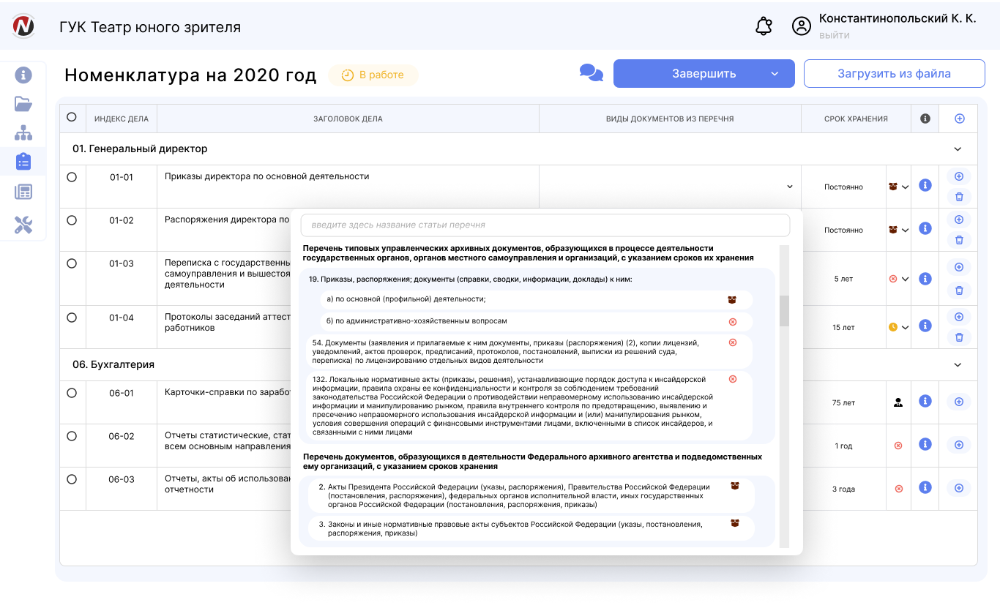 N
ГУК Театр юного зрителя
Константинопольский К. К.
выйти
Номенклатура на 2020 год
В работе
Завершить
Загрузить из файла
ИНДЕКС ДЕЛА
ЗАГОЛОВОК ДЕЛА
ВИДЫ ДОКУМЕНТОВ ИЗ ПЕРЕЧНЯ
СРОК ХРАНЕНИЯ
01. Генеральный директор
01-01
Приказы директора по основной деятельности
Постоянно
01-02
Распоряжения директора по
Постоянно
01-03
Переписка с
самоуправления и
деятельности
5 лет
01-04
Протоколы заседаний
работников
15 лет
06. Бухгалтерия
06-01
Карточки-справки по
75 лет
06-02
Отчеты статистические,
всем основным
1 год
06-03
Отчеты, акты об
отчетности
3 года
введите здесь название статьи перечня
Перечень типовых управленческих архивных документов, образующихся в процессе деятельности
государственных органов, органов местного самоуправления и организаций, с указанием сроков их хранения
19. Приказы, распоряжения; документы (справки, сводки, информации, доклады) к ним:
а) по основной (профильной) деятельности;
б) по административно-хозяйственным вопросам
54. Документы (заявления и прилагаемые к ним документы, приказы (распоряжения) (2), копии лицензий,
уведомлений, актов проверок, предписаний, протоколов, постановлений, выписки из решений суда,
переписка) по лицензированию отдельных видов деятельности
132. Локальные нормативные акты (приказы, решения), устанавливающие порядок доступа к инсайдерской
информации, правила охраны ее конфиденциальности и контроля за соблюдением требований
законодательства Российской Федерации о противодействии неправомерному использованию инсайдерской
информации и манипулированию рынком, правила внутреннего контроля по предотвращению, выявлению и
пресечению неправомерного использования инсайдерской информации и (или) манипулирования рынком,
условия совершения операций с финансовыми инструментами лицами, включенными в список инсайдеров, и
связанными с ними лицами
Перечень документов, образующихся в деятельности Федерального архивного агентства и подведомственных
ему организаций, с указанием сроков хранения
2. Акты Президента Российской Федерации (указы, распоряжения), Правительства Российской Федерации
(постановления, распоряжения), федеральных органов исполнительной власти, иных государственных
органов Российской Федерации (постановления, распоряжения, приказы)
3. Законы и иные нормативные правовые акты субъектов Российской Федерации (указы, постановления,
распоряжения, приказы)